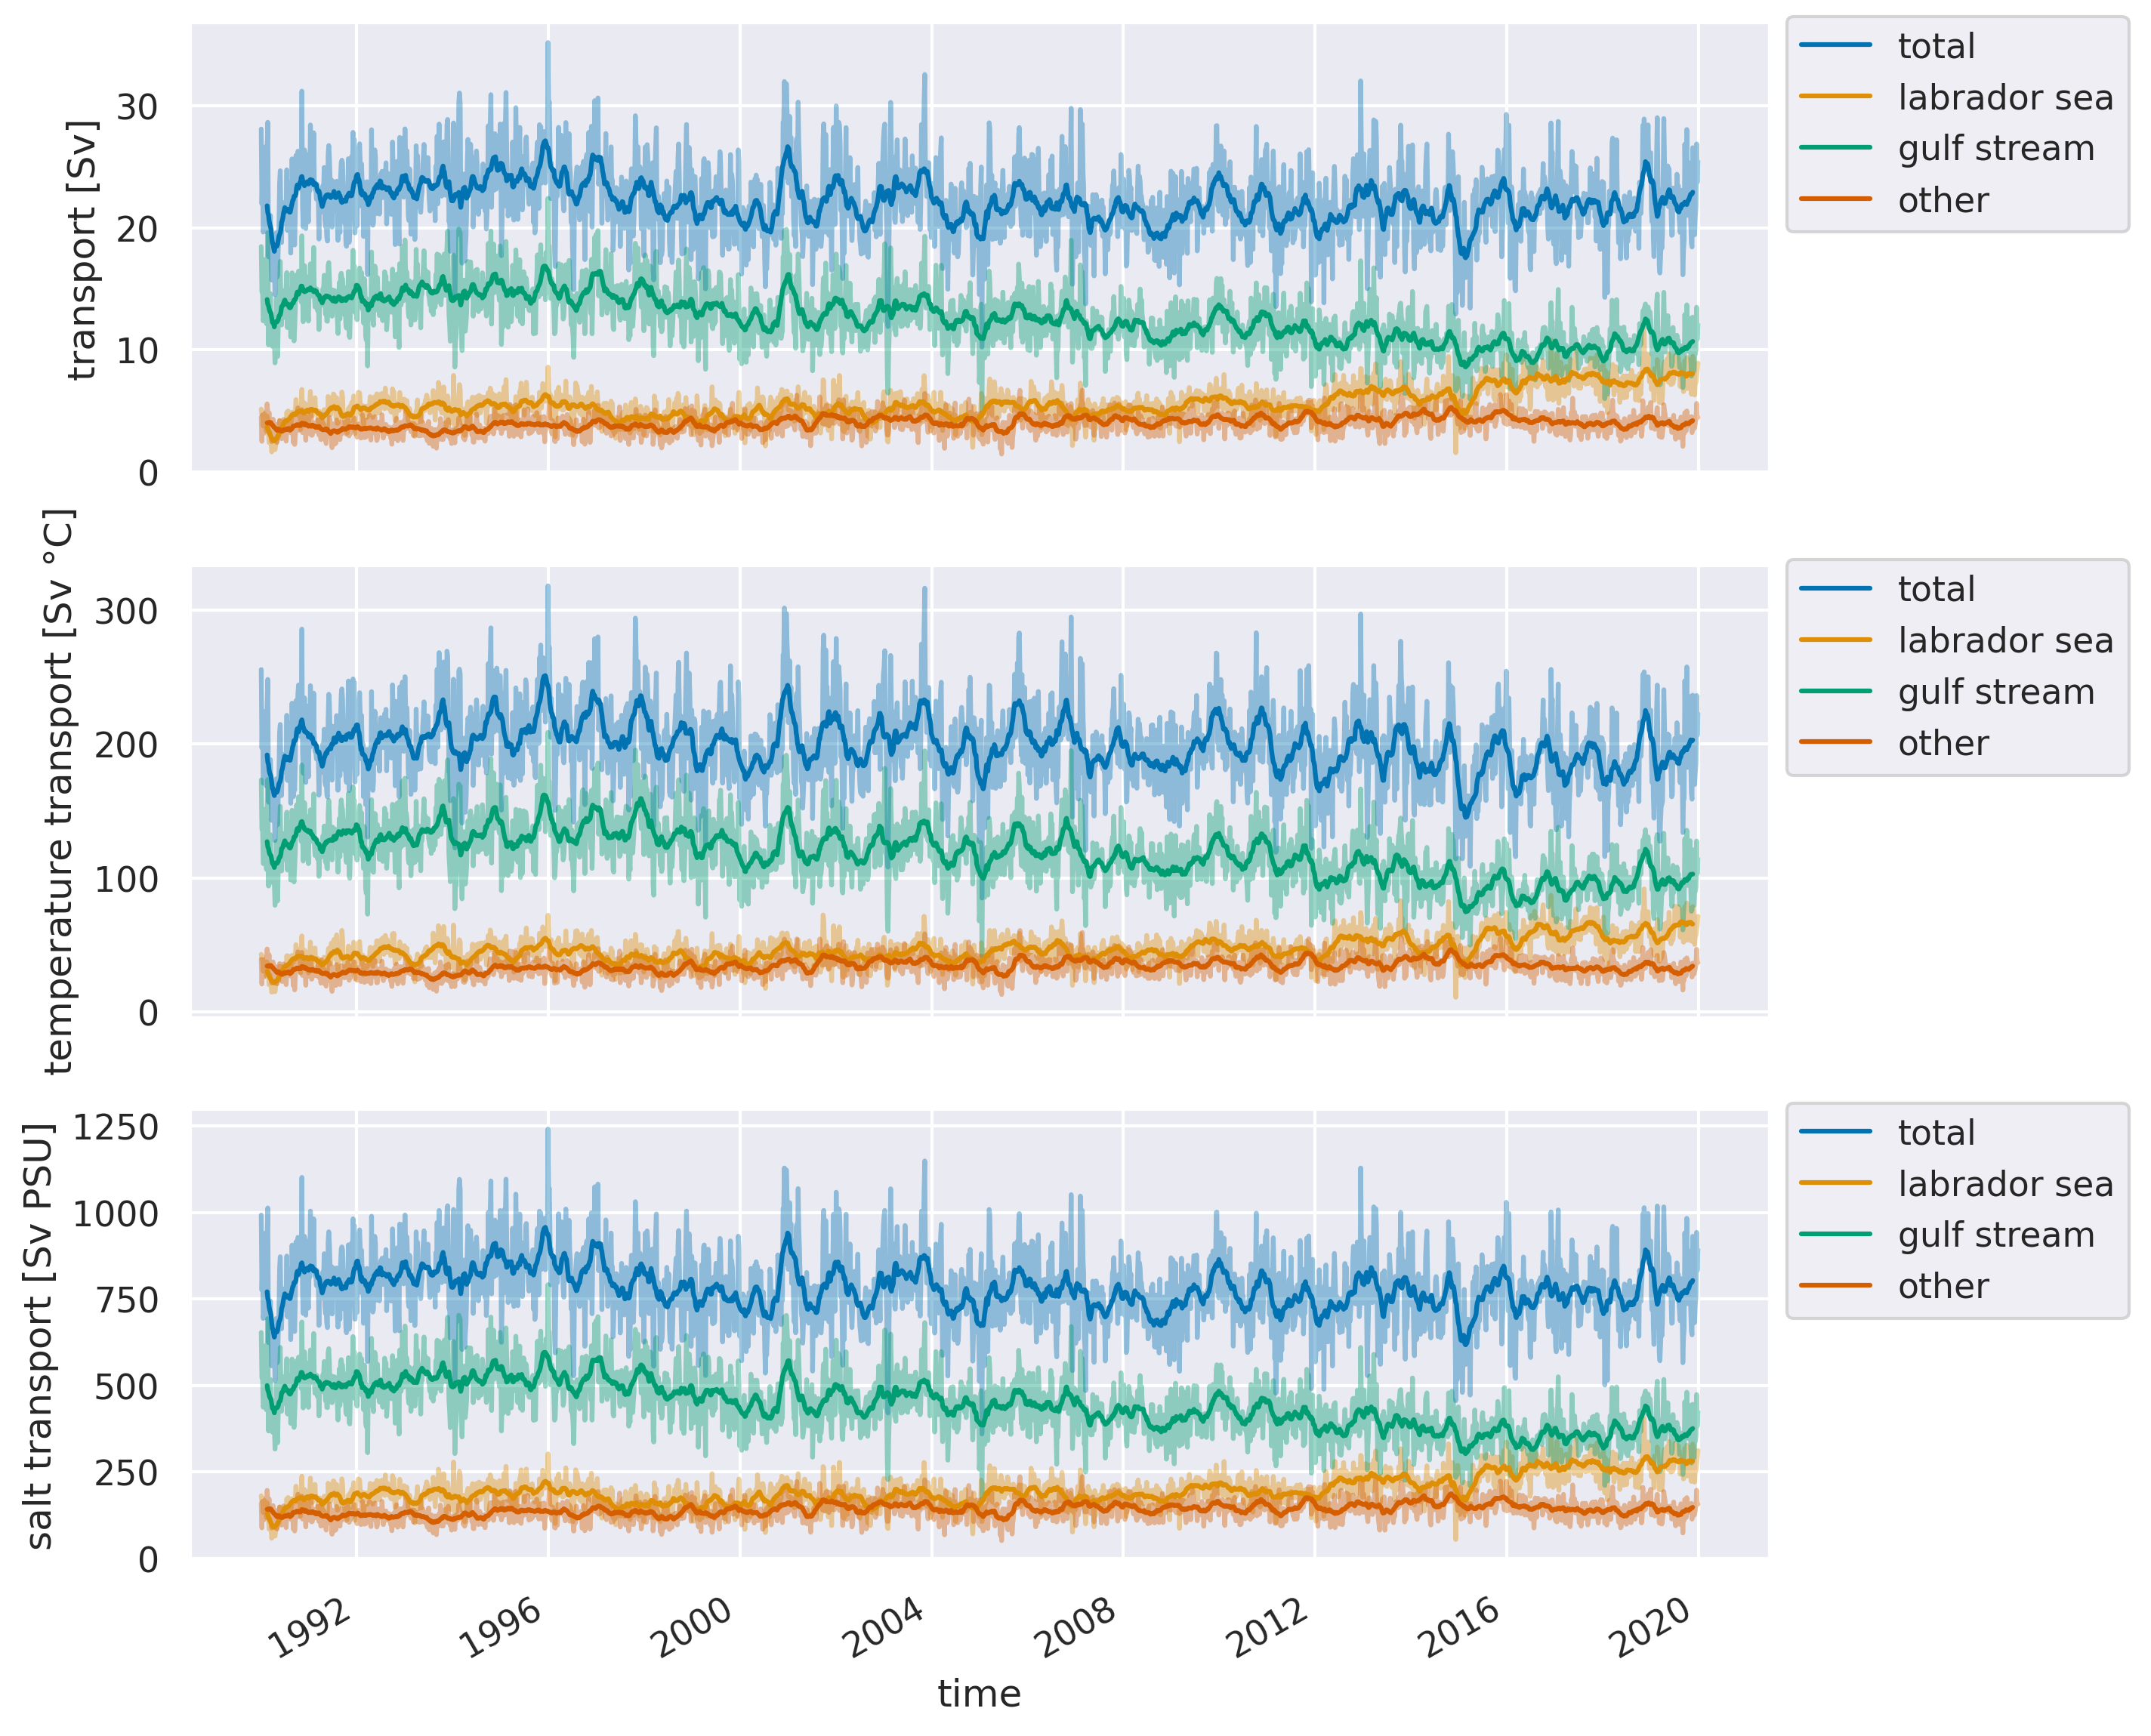 transport [Sv]
30
20
10
0
total
labrador sea
gulf stream
other
temperature transport [Sv °C]
300
200
100
0
total
labrador sea
gulf stream
other
salt transport [Sv PSU]
1250
1000
750
500
250
0
total
labrador sea
gulf stream
other
1992
1996
2000
2004
2008
2012
2016
2020
time